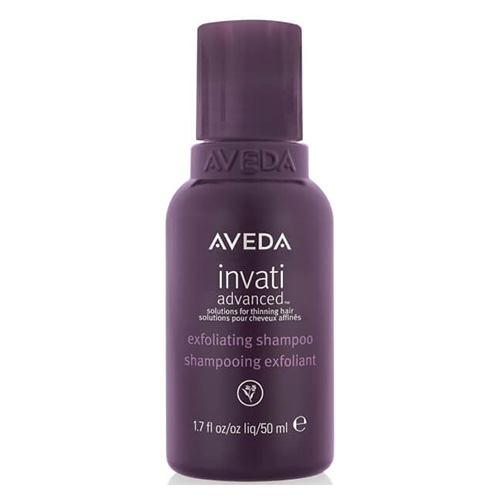 AVEDA
AVEDA
invati
advanced™
solutions for thinning hair
solutions pour cheveux affinés
exfoliating shampoo
shampooing exfoliant
1.7 fl oz/oz liq/50 ml ℮